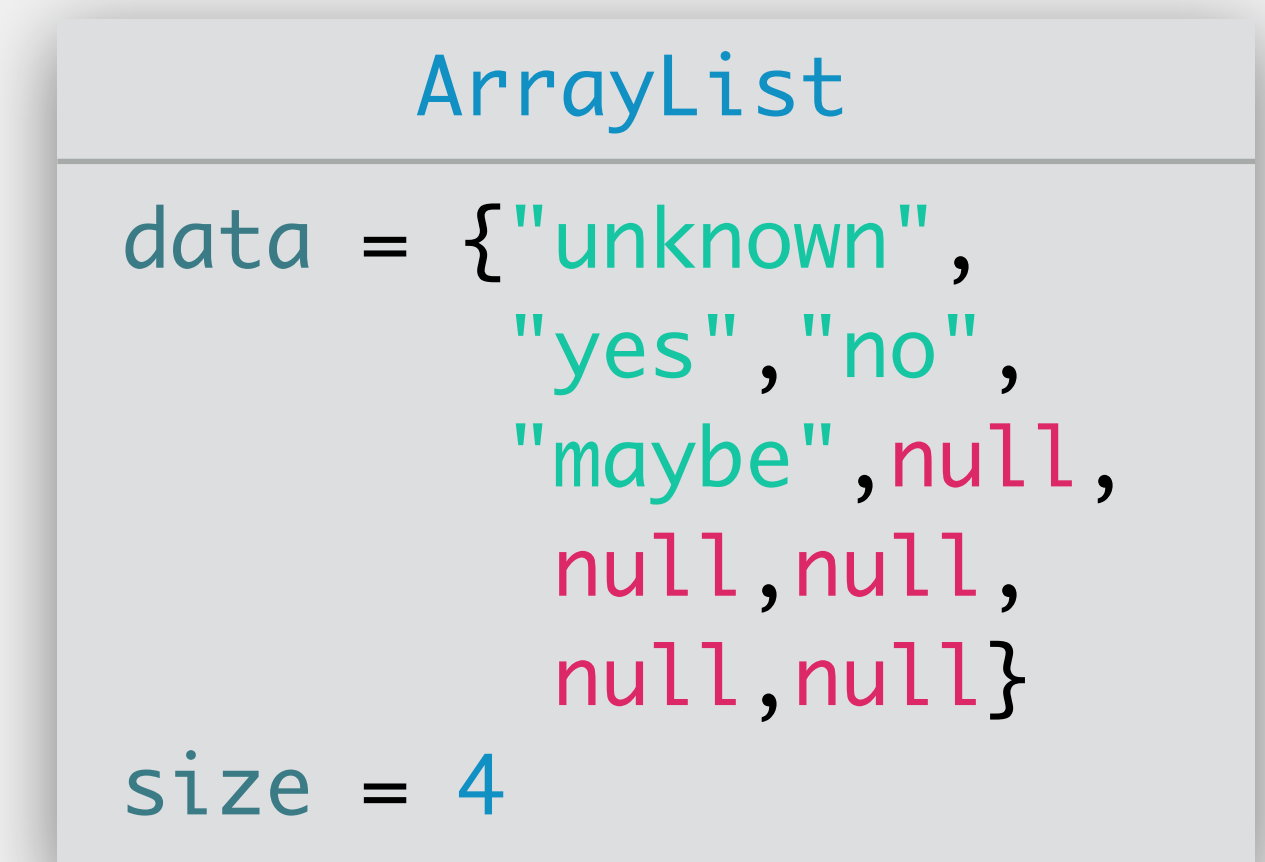 ArrayList
data = {"unknown",
"yes","no",
"maybe",null,
null,null,
null,null}
size = 4